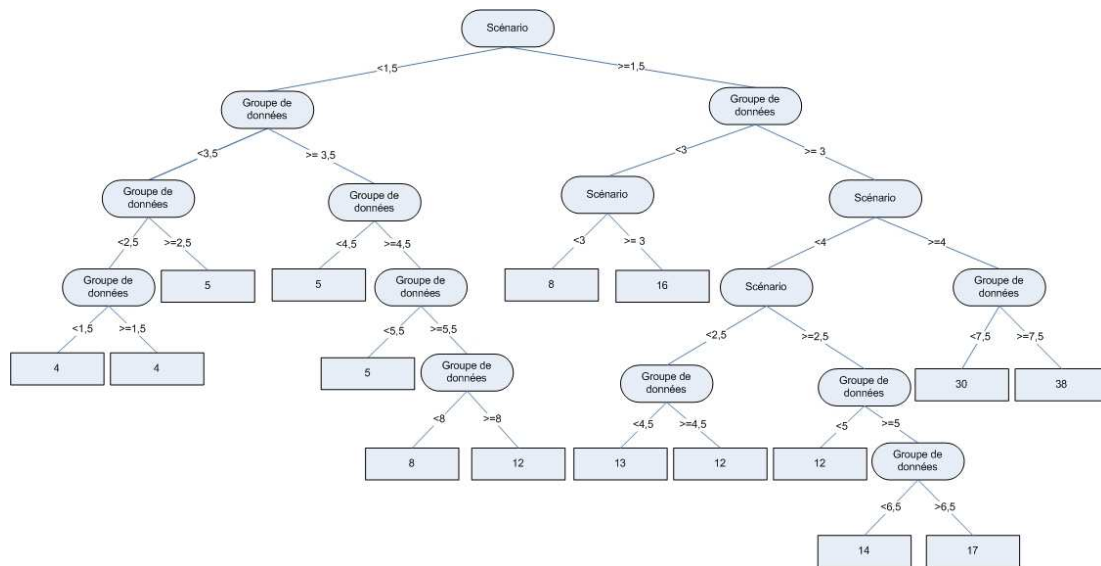 Scénario
<1,5
>=1,5
Groupe de
données
Groupe de
données
<3,5
>= 3,5
<3
>= 3
Groupe de
données
Groupe de
données
Scénario
Scénario
<2,5
>=2,5
<4,5
>=4,5
<3
>= 3
<4
>=4
Groupe de
données
5
5
Groupe de
données
8
16
Scénario
Groupe de
données
<1,5
>=1,5
<5,5
>=5,5
<2,5
>=2,5
<7,5
>=7,5
4
4
5
Groupe de
données
Groupe de
données
Groupe de
données
30
38
<8
>=8
<4,5
>=4,5
<5
>=5
8
12
13
12
12
Groupe de
données
<6,5
>6,5
14
17